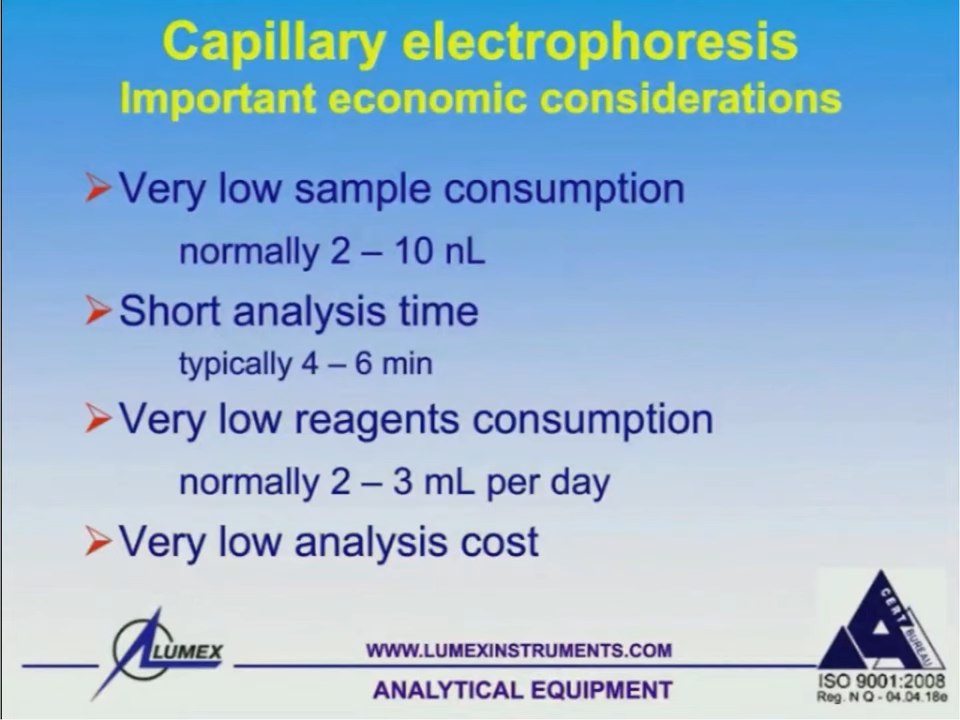 Capillary electrophoresis
Important economic considerations
Very low sample consumption
normally 2 – 10 nL
Short analysis time
typically 4 – 6 min
Very low reagents consumption
normally 2 – 3 mL per day
Very low analysis cost
LUMEX
WWW.LUMEXINSTRUMENTS.COM
ANALYTICAL EQUIPMENT
CERT
BUREAU
ISO 9001:2008
Reg. N Q - 04.04.18e